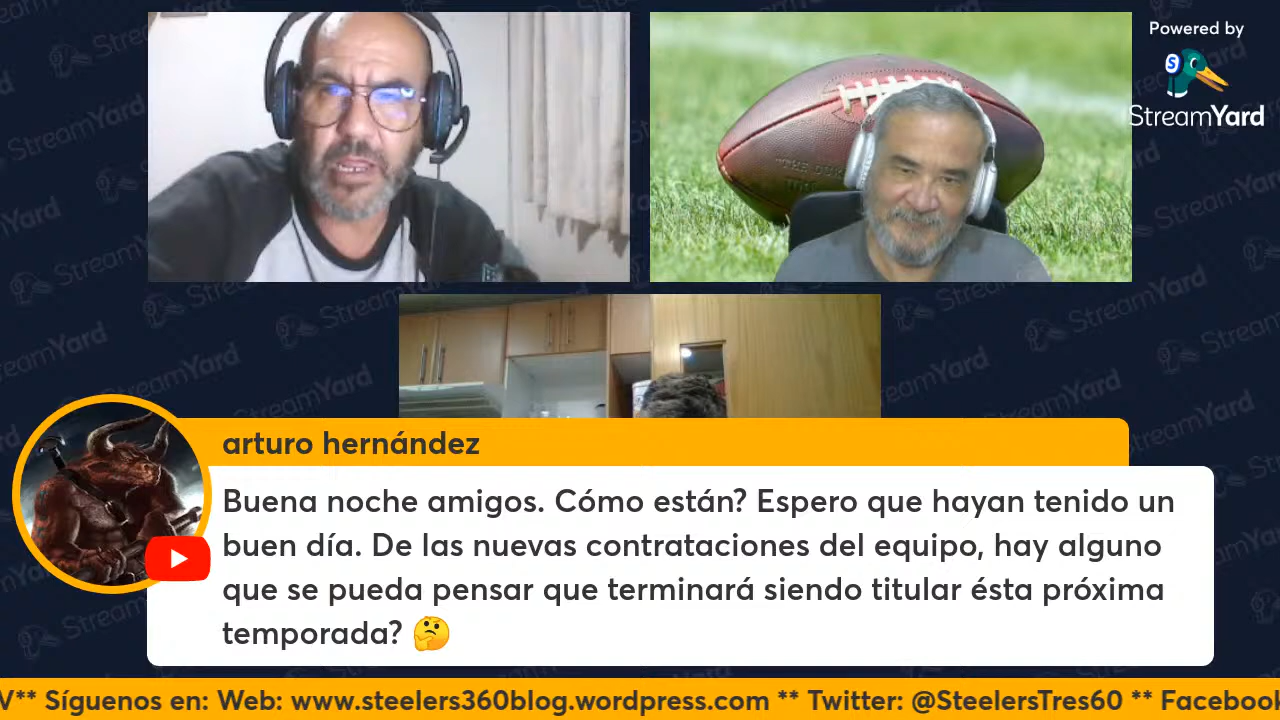 Powered by
StreamYard
arturo hernández
Buena noche amigos. Cómo están? Espero que hayan tenido un
buen día. De las nuevas contrataciones del equipo, hay alguno
que se pueda pensar que terminará siendo titular ésta próxima
temporada? 🤔
V** Síguenos en: Web: www.steelers360blog.wordpress.com ** Twitter: @SteelersTres60 ** Facebook